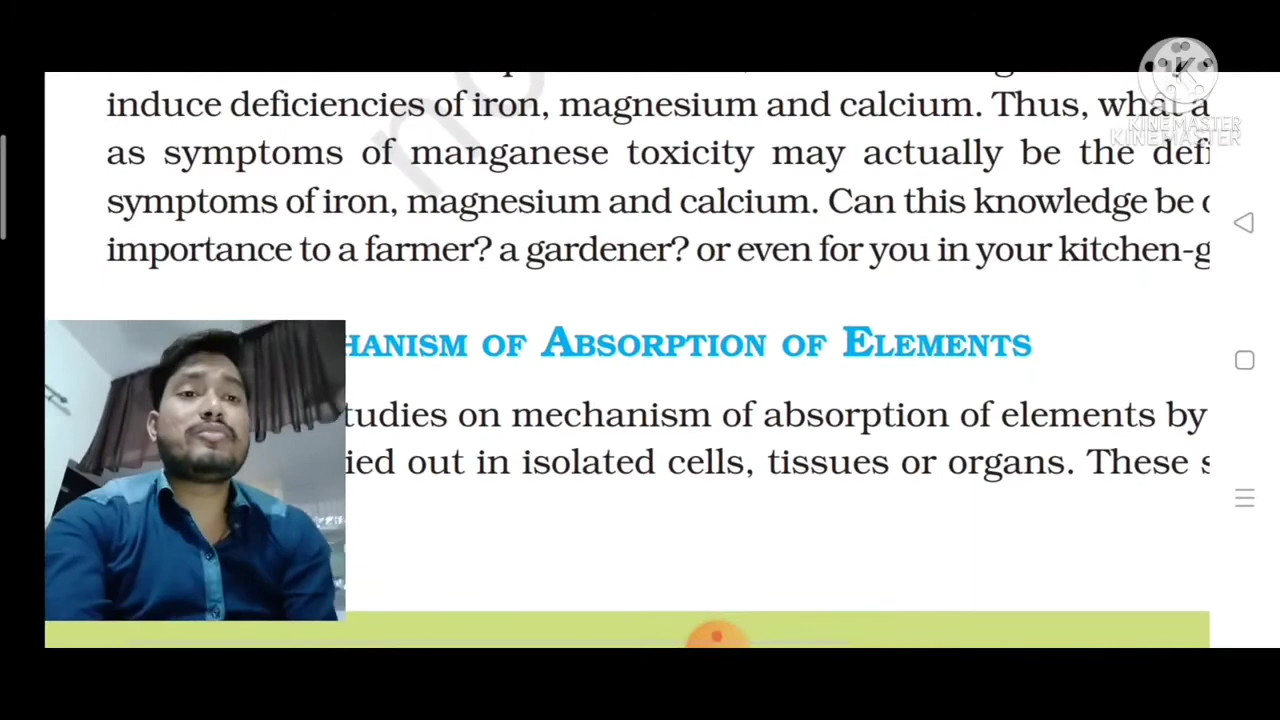 induce deficiencies of iron, magnesium and calcium. Thus, what a
as symptoms of manganese toxicity may actually be the defi
symptoms of iron, magnesium and calcium. Can this knowledge be
importance to a farmer? a gardener? or even for you in your kitchen-g
HANISM OF ABSORPTION OF ELEMENTS
tudies on mechanism of absorption of elements by
ied out in isolated cells, tissues or organs. These s
KINEMASTER
KINEMASTER